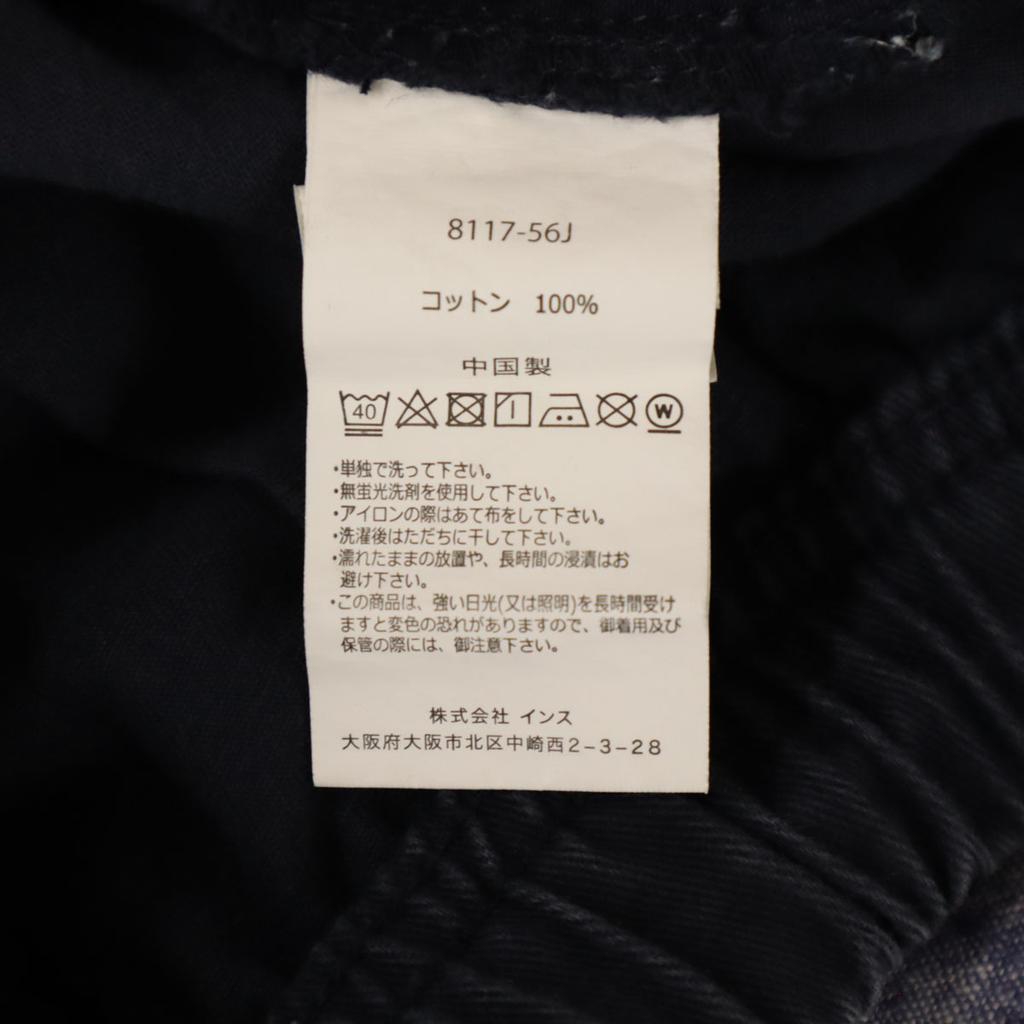 8117-56J
コットン 100%
中国製
40
W
・単独で洗って下さい。
・無蛍光洗剤を使用して下さい。
・アイロンの際はあて布をして下さい。
・洗濯後はただちに干して下さい。
・濡れたままの放置や、長時間の浸漬はお
避け下さい。
・この商品は、強い日光(又は照明)を長時間受け
ますと変色の恐れがありますので、御着用及び
保管の際には、御注意下さい。
株式会社 インス
大阪府大阪市北区中崎西2-3-28